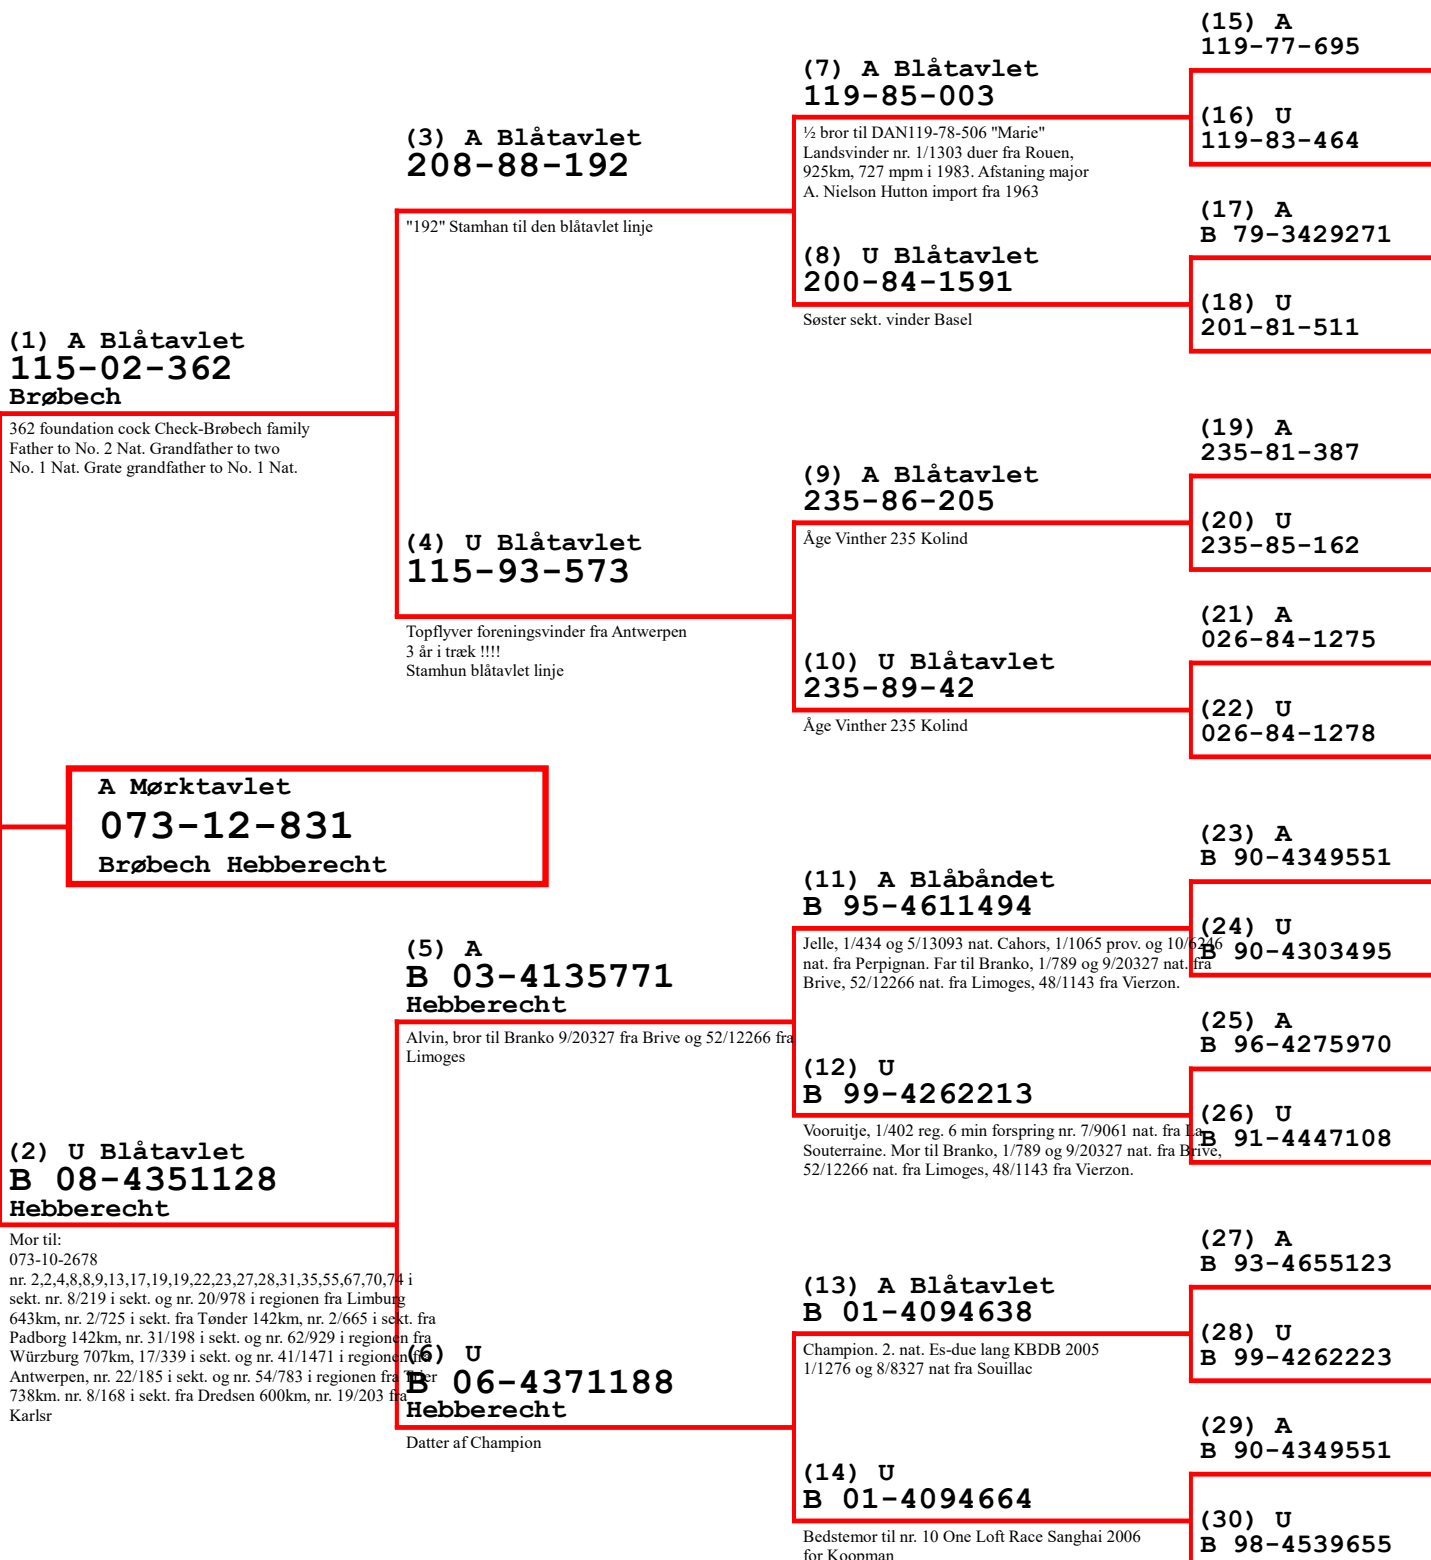 (1) A Blåtavlet
115-02-362
Brøbech
362 foundation cock Check-Brøbech family
Father to No. 2 Nat. Grandfather to two
No. 1 Nat. Grate grandfather to No. 1 Nat.
A Mørktavlet
073-12-831
Brøbech Hebberecht
(2) U Blåtavlet
B 08-4351128
Hebberecht
Mor til:
073-10-2678
nr. 2,2,4,8,8,9,13,17,19,19,22,23,27,28,31,35,55,67,70,74 i
sekt. nr. 8/219 i sekt. og nr. 20/978 i regionen fra Limburg
643km, nr. 2/725 i sekt. fra Tønder 142km, nr. 2/665 i sekt. fra
Padborg 142km, nr. 31/198 i sekt. og nr. 62/929 i regionen fra
Würzburg 707km, 17/339 i sekt. og nr. 41/1471 i regionen fra
Antwerpen, nr. 22/185 i sekt. og nr. 54/783 i regionen fra Trier
738km. nr. 8/168 i sekt. fra Dredsen 600km, nr. 19/203 fra
Karlsr
(3) A Blåtavlet
208-88-192
"192" Stamhan til den blåtavlet linje
(4) U Blåtavlet
115-93-573
Topflyver foreningsvinder fra Antwerpen
3 år i træk !!!!
Stamhun blåtavlet linje
(5) A
B 03-4135771
Hebberecht
Alvin, bror til Branko 9/20327 fra Brive og 52/12266 fra
Limoges
(6) U
B 06-4371188
Hebberecht
Datter af Champion
(7) A Blåtavlet
119-85-003
½ bror til DAN119-78-506 "Marie"
Landsvinder nr. 1/1303 duer fra Rouen,
925km, 727 mpm i 1983. Afstaning major
A. Nielson Hutton import fra 1963
(8) U Blåtavlet
200-84-1591
Søster sekt. vinder Basel
(9) A Blåtavlet
235-86-205
Åge Vinther 235 Kolind
(10) U Blåtavlet
235-89-42
Åge Vinther 235 Kolind
(11) A Blåbåndet
B 95-4611494
Jelle, 1/434 og 5/13093 nat. Cahors, 1/1065 prov. og 10/6246
nat. fra Perpignan. Far til Branko, 1/789 og 9/20327 nat. fra
Brive, 52/12266 nat. fra Limoges, 48/1143 fra Vierzon.
(12) U
B 99-4262213
Vooruitje, 1/402 reg. 6 min forspring nr. 7/9061 nat. fra La
Souterraine. Mor til Branko, 1/789 og 9/20327 nat. fra Brive,
52/12266 nat. fra Limoges, 48/1143 fra Vierzon.
(13) A Blåtavlet
B 01-4094638
Champion. 2. nat. Es-due lang KBDB 2005
1/1276 og 8/8327 nat fra Souillac
(14) U
B 01-4094664
Bedstemor til nr. 10 One Loft Race Sanghai 2006
for Koopman
(15) A
119-77-695
(16) U
119-83-464
(17) A
B 79-3429271
(18) U
201-81-511
(19) A
235-81-387
(20) U
235-85-162
(21) A
026-84-1275
(22) U
026-84-1278
(23) A
B 90-4349551
(24) U
B 90-4303495
(25) A
B 96-4275970
(26) U
B 91-4447108
(27) A
B 93-4655123
(28) U
B 99-4262223
(29) A
B 90-4349551
(30) U
B 98-4539655